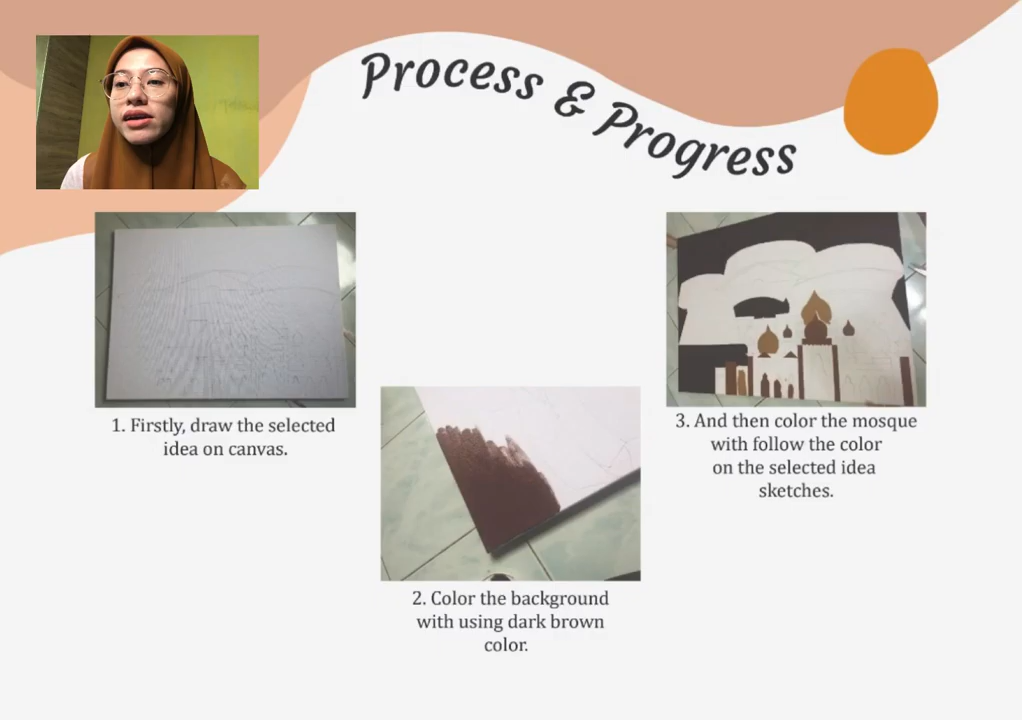 Process & Progress
1. Firstly, draw the selected
idea on canvas.
2. Color the background
with using dark brown
color.
3. And then color the mosque
with follow the color
on the selected idea
sketches.